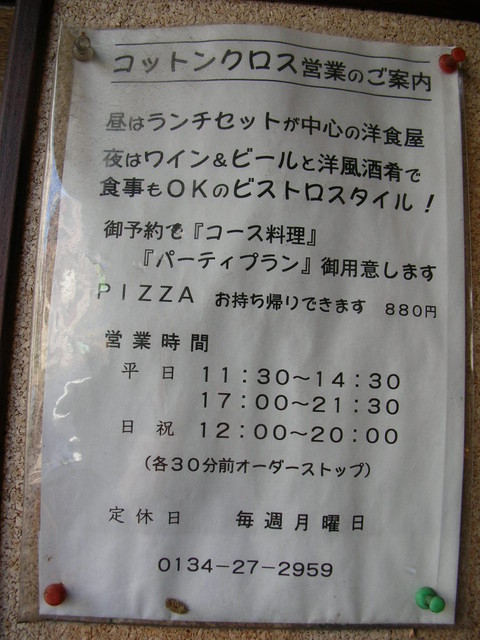 コットンクロス営業のご案内
昼はランチセットが中心の洋食屋
夜はワイン&ビールと洋風酒肴で
食事もOKのビストロスタイル!
御予約で『コース料理』
『パーティプラン』御用意します
PIZZA お持ち帰りできます 880円
営業時間
平日 11:30～14:30
17:00～21:30
日祝 12:00～20:00
(各30分前オーダーストップ)
定休日 毎週月曜日
0134-27-2959